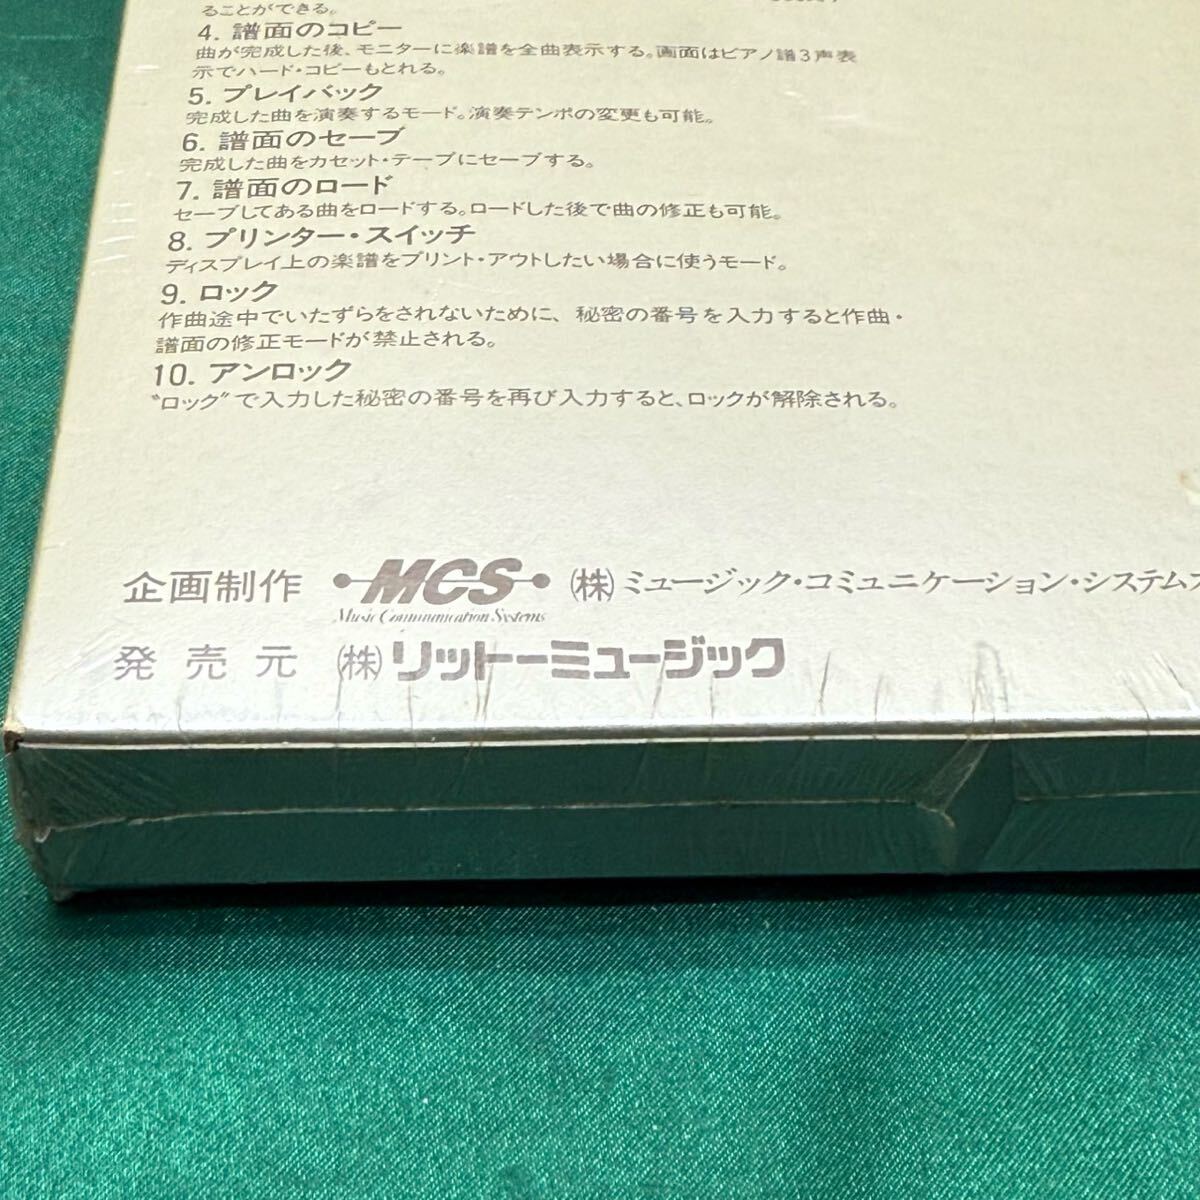 ることができる。
4. 譜面のコピー
曲が完成した後、モニターに楽譜を全曲表示する。画面はピアノ譜3声表
示でハード・コピーもとれる。
5. プレイバック
完成した曲を演奏するモード。演奏テンポの変更も可能。
6. 譜面のセーブ
完成した曲をカセット・テープにセーブする。
7. 譜面のロード
セーブしてある曲をロードする。ロードした後で曲の修正も可能。
8. プリンター・スイッチ
ディスプレイ上の楽譜をプリント・アウトしたい場合に使うモード。
9. ロック
作曲途中でいたずらをされないために、秘密の番号を入力すると作曲・
譜面の修正モードが禁止される。
10. アンロック
“ロック”で入力した秘密の番号を再び入力すると、ロックが解除される。
企画制作 MCS ㈱ミュージック・コミュニケーション・システムズ
Music Communication Systems
発売元 ㈱リットーミュージック